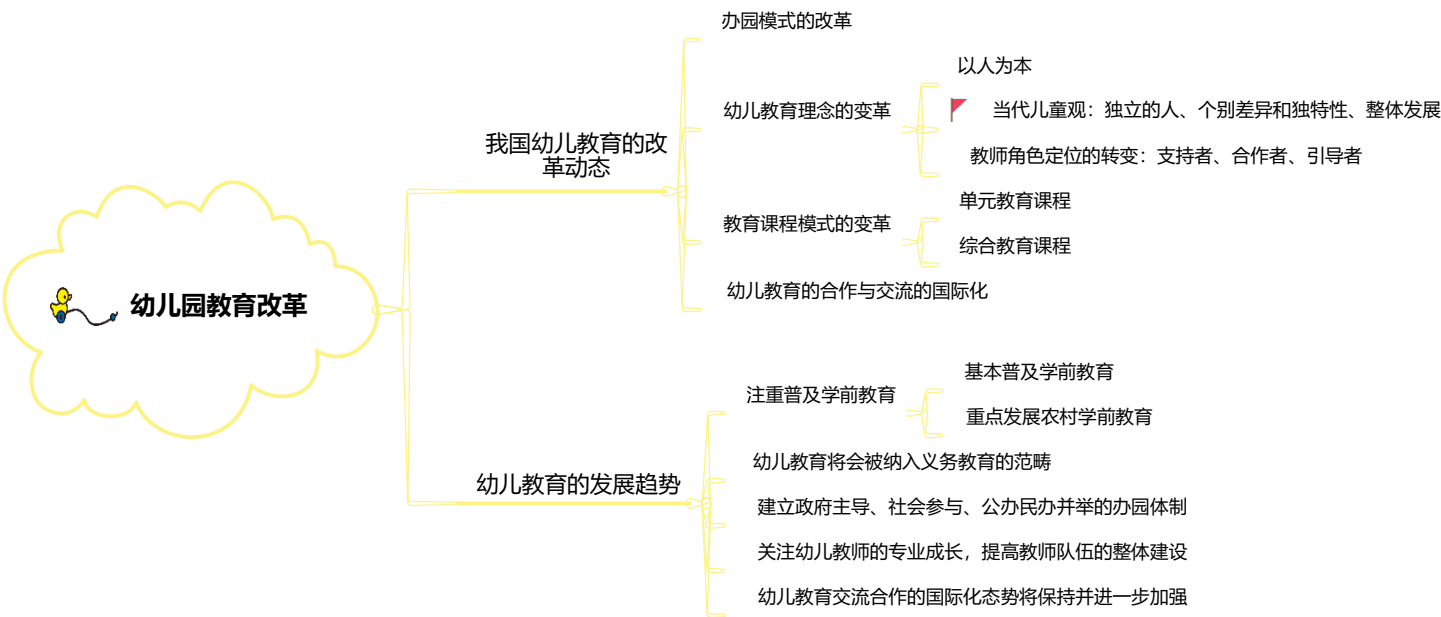 幼儿园教育改革
我国幼儿教育的改
革动态
办园模式的改革
幼儿教育理念的变革
以人为本
当代儿童观：独立的人、个别差异和独特性、整体发展
教师角色定位的转变：支持者、合作者、引导者
教育课程模式的变革
单元教育课程
综合教育课程
幼儿教育的合作与交流的国际化
幼儿教育的发展趋势
注重普及学前教育
基本普及学前教育
重点发展农村学前教育
幼儿教育将会被纳入义务教育的范畴
建立政府主导、社会参与、公办民办并举的办园体制
关注幼儿教师的专业成长，提高教师队伍的整体建设
幼儿教育交流合作的国际化态势将保持并进一步加强